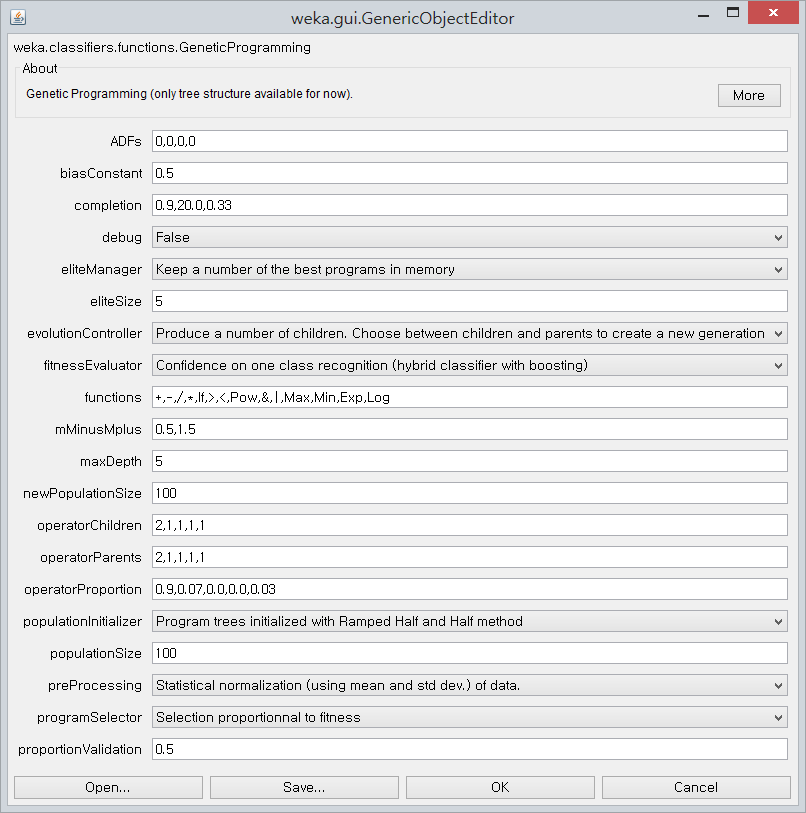 weka.gui.GenericObjectEditor
weka.classifiers.functions.GeneticProgramming
About
Genetic Programming (only tree structure available for now).
More
ADFs 0,0,0,0
biasConstant 0.5
completion 0.9,20.0,0.33
debug False
eliteManager Keep a number of the best programs in memory
eliteSize 5
evolutionController Produce a number of children. Choose between children and parents to create a new generation
fitnessEvaluator Confidence on one class recognition (hybrid classifier with boosting)
functions +,-,/,*,If,>,<,Pow,&,|,Max,Min,Exp,Log
mMinusMplus 0.5,1.5
maxDepth 5
newPopulationSize 100
operatorChildren 2,1,1,1,1
operatorParents 2,1,1,1,1
operatorProportion 0.9,0.07,0.0,0.0,0.03
populationInitializer Program trees initialized with Ramped Half and Half method
populationSize 100
preProcessing Statistical normalization (using mean and std dev.) of data.
programSelector Selection proportionnal to fitness
proportionValidation 0.5
Open... Save... OK Cancel